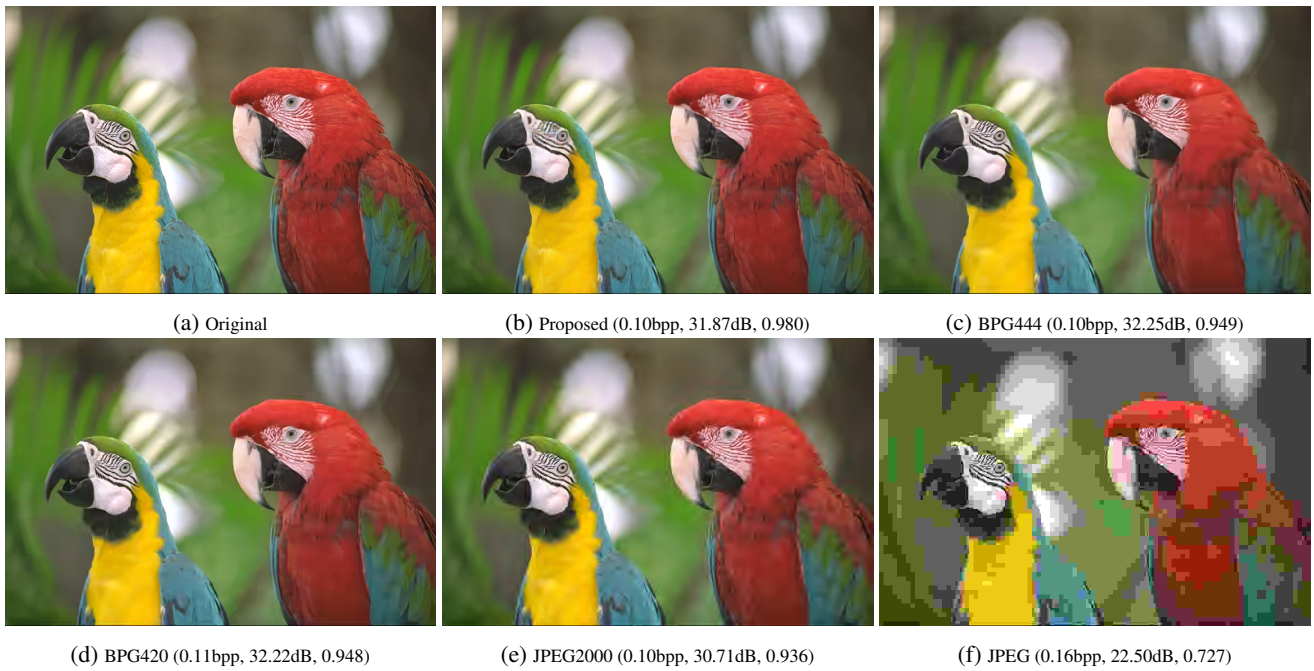 (a) Original
(b) Proposed (0.10bpp, 31.87dB, 0.980)
(c) BPG444 (0.10bpp, 32.25dB, 0.949)
(d) BPG420 (0.11bpp, 32.22dB, 0.948)
(e) JPEG2000 (0.10bpp, 30.71dB, 0.936)
(f) JPEG (0.16bpp, 22.50dB, 0.727)